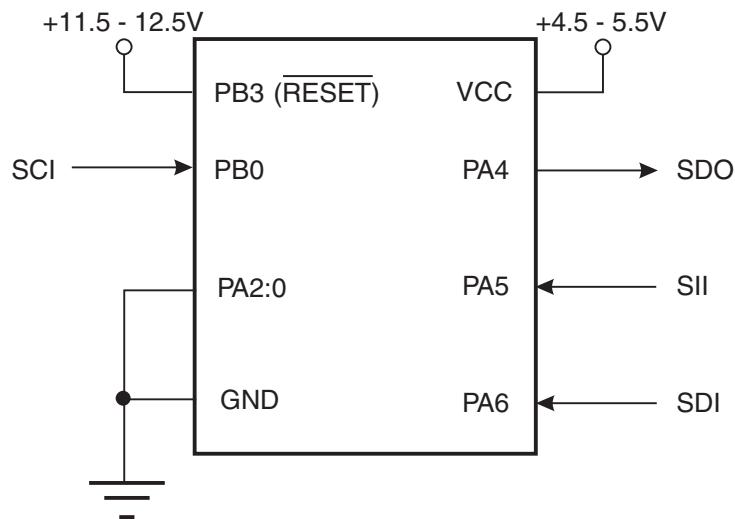 +11.5 - 12.5V
+4.5 - 5.5V
PB3 (RESET)
VCC
SCI
PB0
PA4
SDO
PA2:0
PA5
SII
GND
PA6
SDI